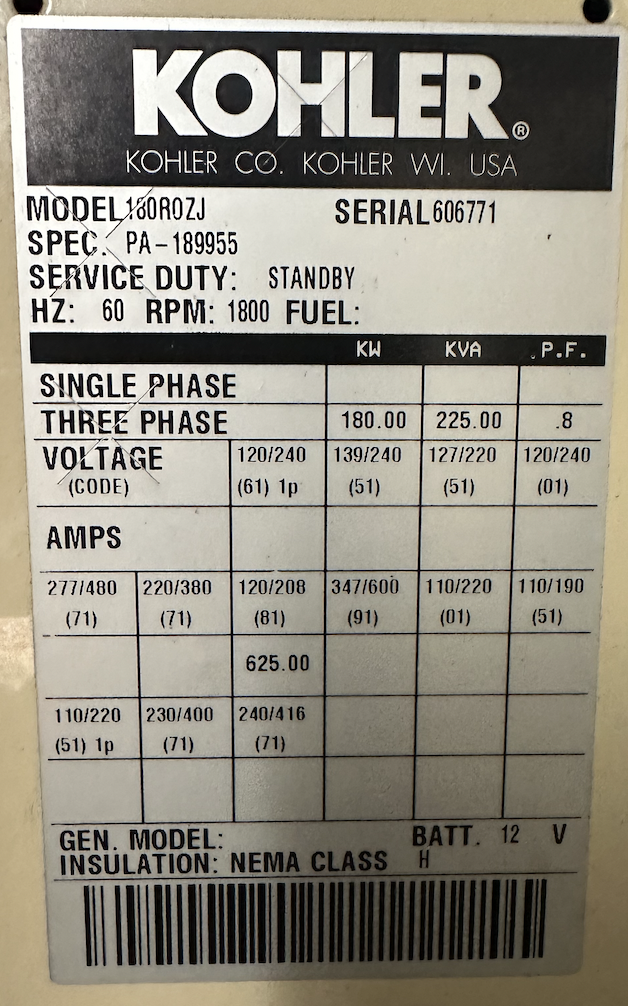 KOHLER®
KOHLER CO. KOHLER WI. USA
MODEL 180ROZJ SERIAL 606771
SPEC. PA-189955
SERVICE DUTY: STANDBY
HZ: 60 RPM: 1800 FUEL:
KW KVA P.F.
SINGLE PHASE
THREE PHASE 180.00 225.00 .8
VOLTAGE 120/240 139/240 127/220 120/240
(CODE) (61) 1p (51) (51) (01)
AMPS
277/480 220/380 120/208 347/600 110/220 110/190
(71) (71) (81) (91) (01) (51)
625.00
110/220 230/400 240/416
(51) 1p (71) (71)
GEN. MODEL: BATT. 12 V
INSULATION: NEMA CLASS H